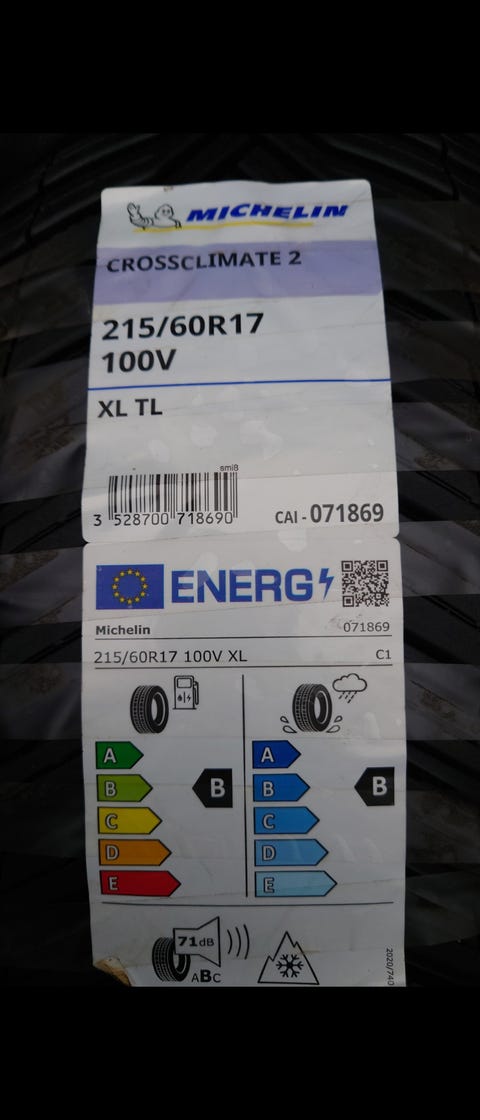 MICHELIN
CROSSCLIMATE 2
215/60R17
100V
XL TL
smi8
3 528700 718690
CAI - 071869
ENERG
Michelin 071869
215/60R17 100V XL C1
A A
B B B B
C C
D D
E E
71dB
ABC
2020/740